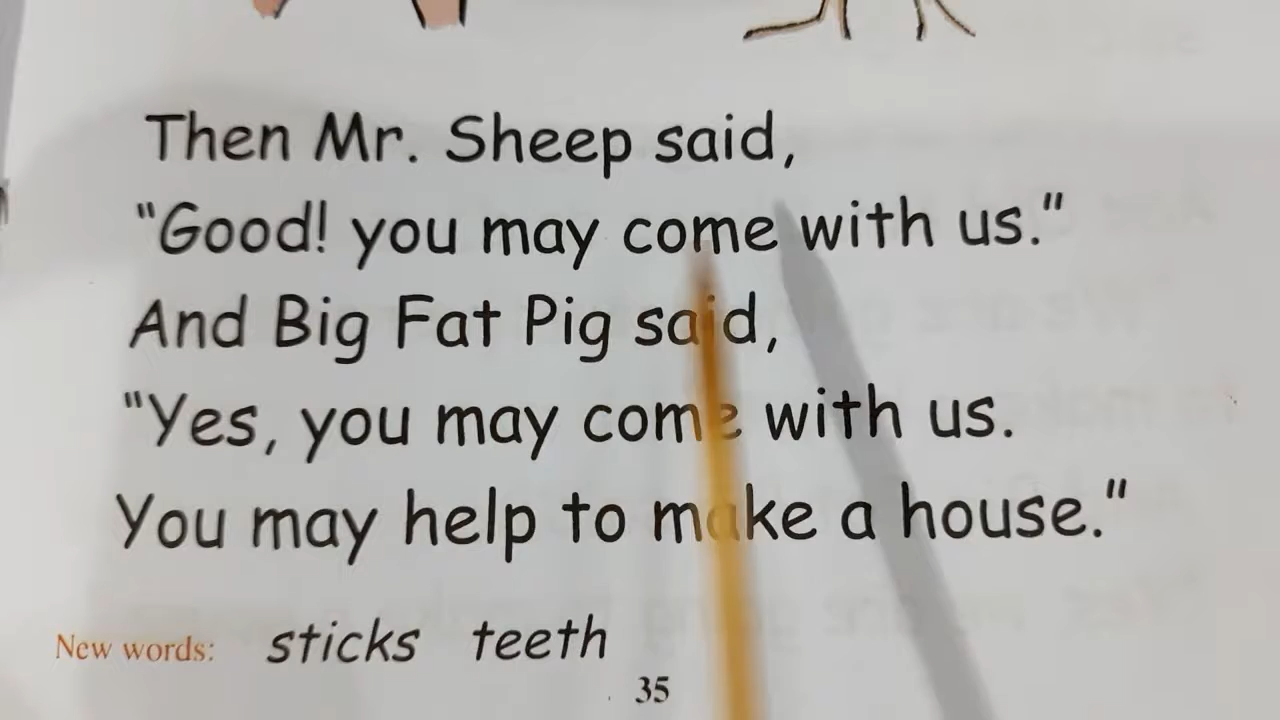 Then Mr. Sheep said,
"Good! you may come with us."
And Big Fat Pig said,
"Yes, you may come with us.
You may help to make a house."
New words: sticks teeth
35